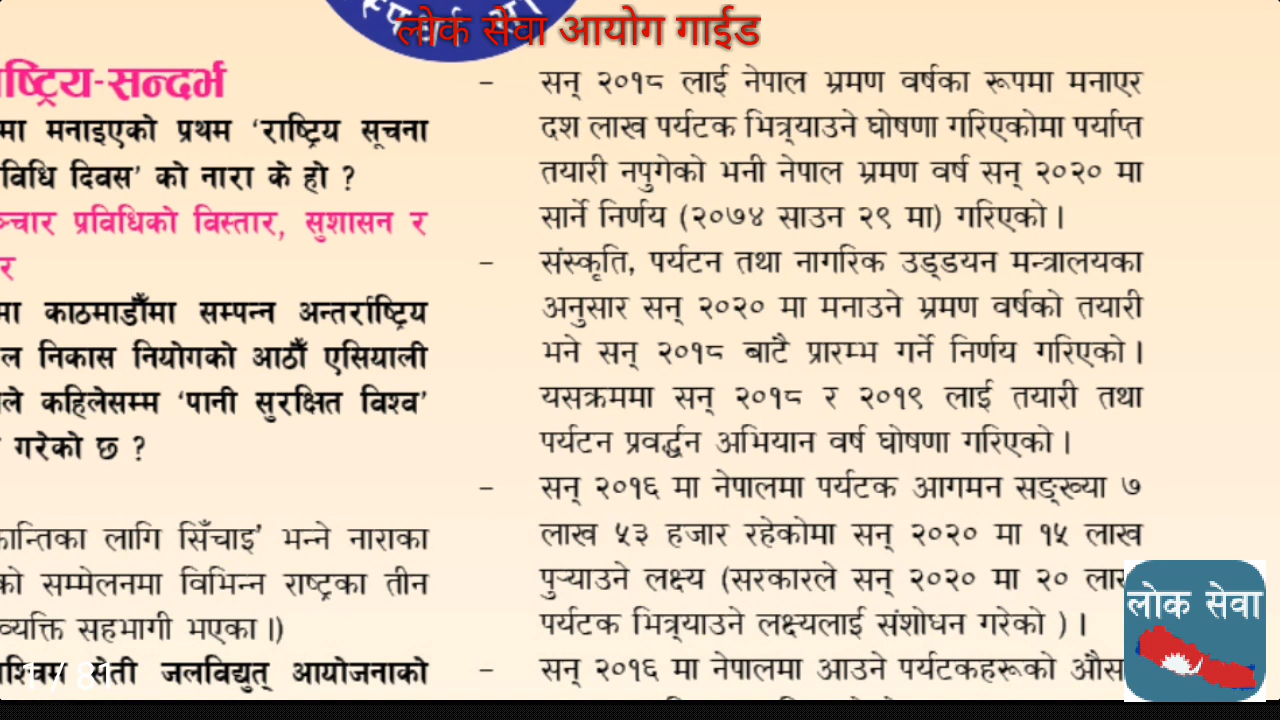 लोक सेवा आयोग गाईड
ष्ट्रिय-सन्दर्भ
मा मनाइएको प्रथम ‘राष्ट्रिय सूचना
विधि दिवस’ को नारा के हो ?
ञ्चार प्रविधिको विस्तार, सुशासन र
र
मा काठमाडौँमा सम्पन्न अन्तर्राष्ट्रिय
ल निकास नियोगको आठौँ एसियाली
ले कहिलेसम्म ‘पानी सुरक्षित विश्व’
गरेको छ ?
ान्तिका लागि सिँचाइ’ भन्ने नाराका
को सम्मेलनमा विभिन्न राष्ट्रका तीन
व्यक्ति सहभागी भएका ।)
श्चिम सेती जलविद्युत् आयोजनाको
– सन् २०१८ लाई नेपाल भ्रमण वर्षका रूपमा मनाएर
दश लाख पर्यटक भित्र्याउने घोषणा गरिएकोमा पर्याप्त
तयारी नपुगेको भनी नेपाल भ्रमण वर्ष सन् २०२० मा
सार्ने निर्णय (२०७४ साउन २९ मा) गरिएको ।
– संस्कृति, पर्यटन तथा नागरिक उड्डयन मन्त्रालयका
अनुसार सन् २०२० मा मनाउने भ्रमण वर्षको तयारी
भने सन् २०१८ बाटै प्रारम्भ गर्ने निर्णय गरिएको ।
यसक्रममा सन् २०१८ र २०१९ लाई तयारी तथा
पर्यटन प्रवर्द्धन अभियान वर्ष घोषणा गरिएको ।
– सन् २०१६ मा नेपालमा पर्यटक आगमन सङ्ख्या ७
लाख ५३ हजार रहेकोमा सन् २०२० मा १५ लाख
पुर्‍याउने लक्ष्य (सरकारले सन् २०२० मा २० लाख
पर्यटक भित्र्याउने लक्ष्यलाई संशोधन गरेको ) ।
– सन् २०१६ मा नेपालमा आउने पर्यटकहरूको औस
लोक सेवा
1 / 81